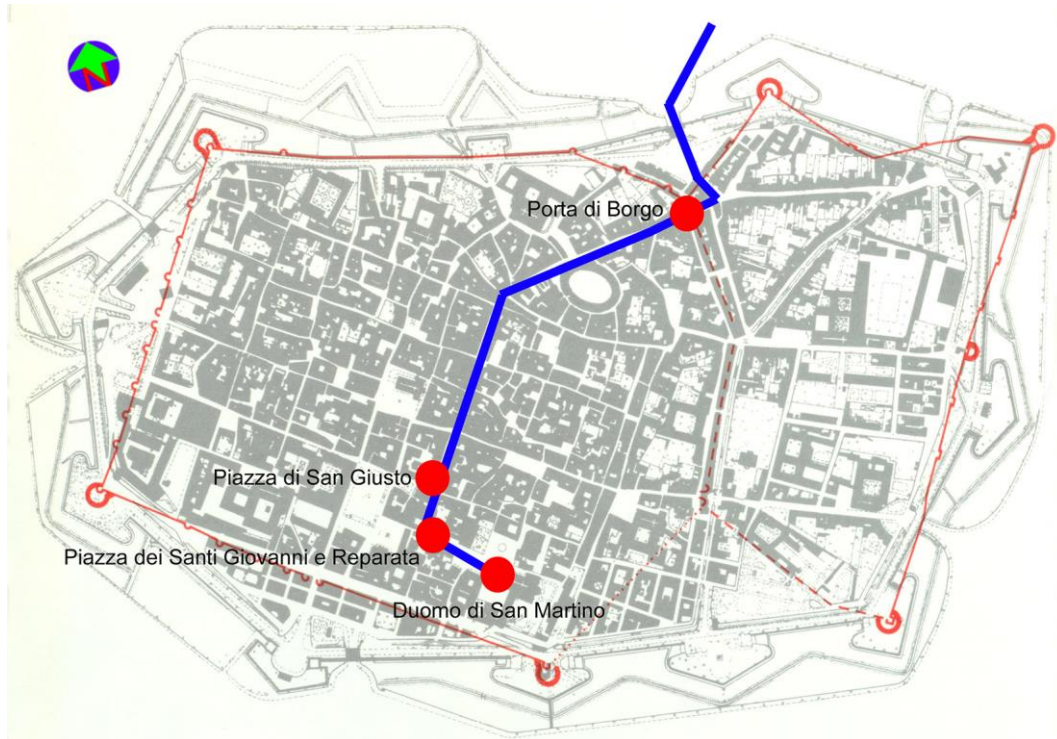 N
Porta di Borgo
Piazza di San Giusto
Piazza dei Santi Giovanni e Reparata
Duomo di San Martino